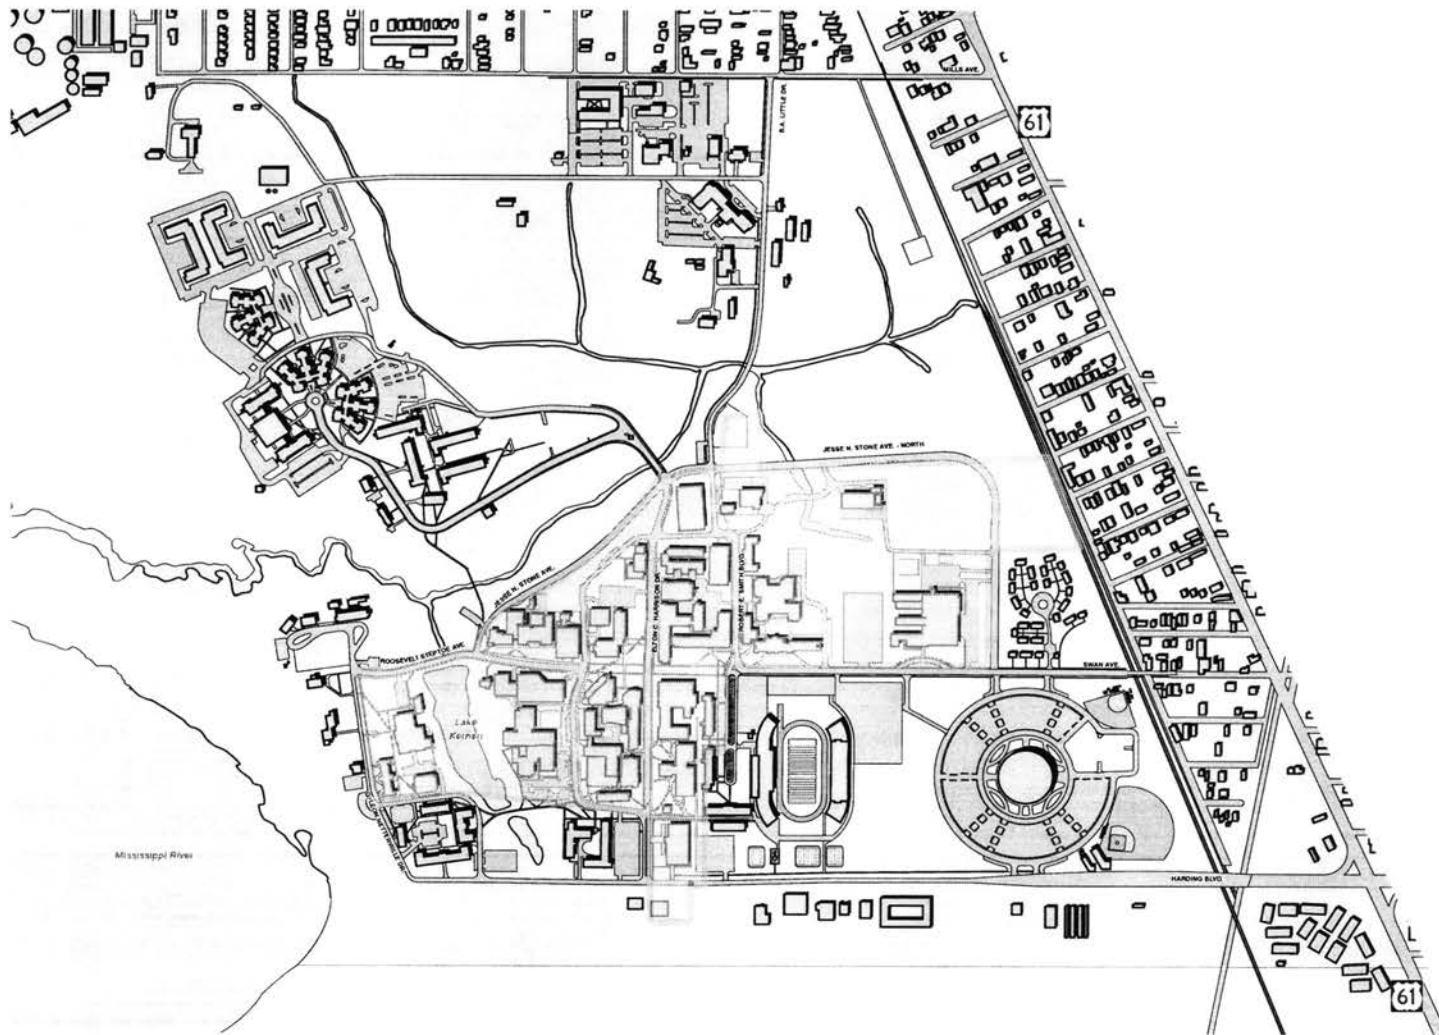 MILLS AVE.
61
B.A. LITTLE DR.
JESSE N. STONE AVE. - NORTH
JESSE N. STONE AVE.
ELTON C. HARRISON DR.
ROBERT E. SMITH BLVD.
ROOSEVELT STEPTOE AVE.
SWAN AVE.
Lake
Kernan
Mississippi River
HARDING BLVD.
61